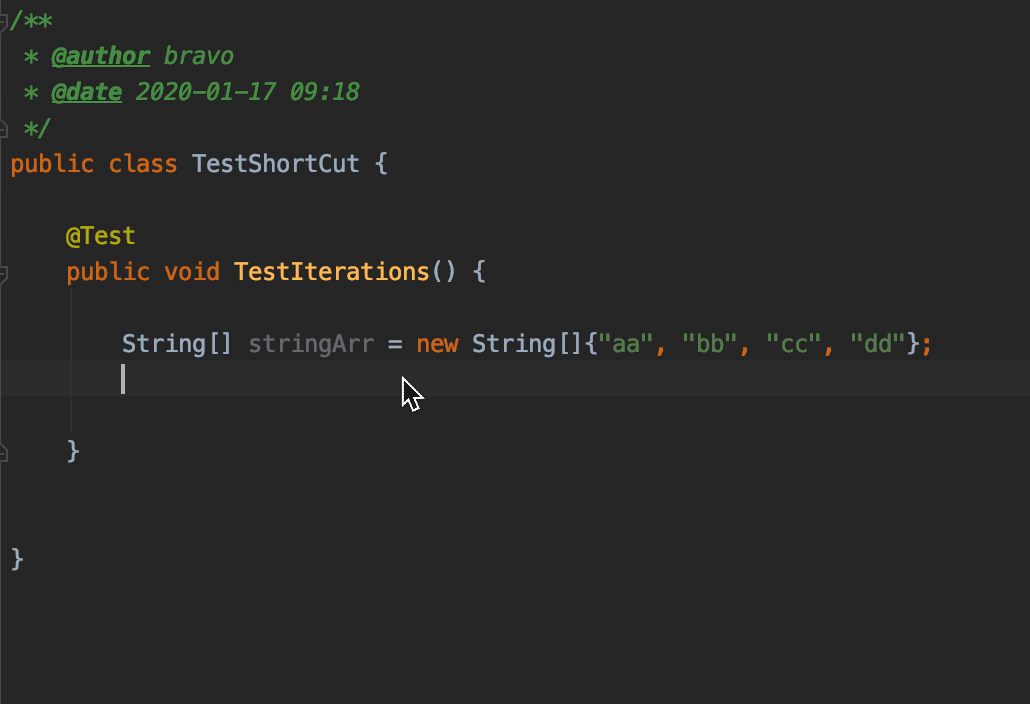 /**
 * @author bravo
 * @date 2020-01-17 09:18
 */
public class TestShortCut {
    @Test
    public void TestIterations() {
        String[] stringArr = new String[]{"aa", "bb", "cc", "dd"};
    }
}